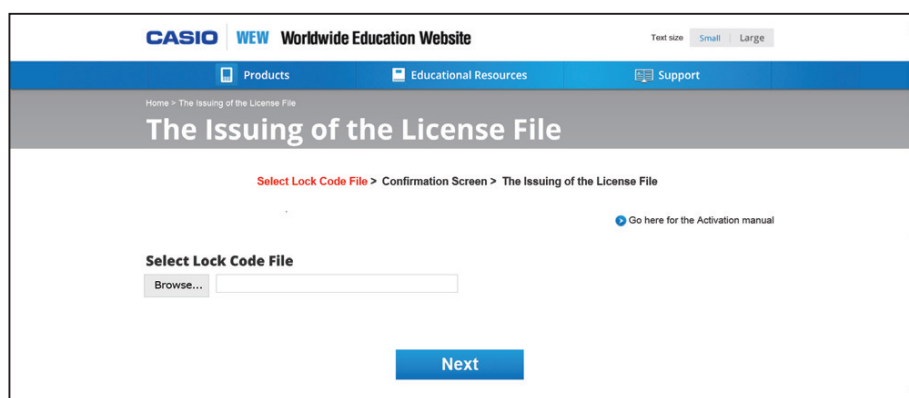 CASIO WEW Worldwide Education Website Text size Small Large
Products Educational Resources Support
Home > The Issuing of the License File
The Issuing of the License File
Select Lock Code File > Confirmation Screen > The Issuing of the License File
Go here for the Activation manual
Select Lock Code File
Browse...
Next